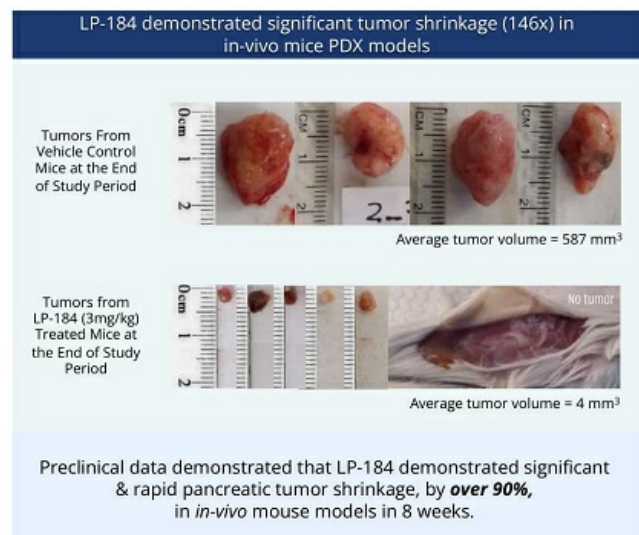 LP-184 demonstrated significant tumor shrinkage (146x) in
in-vivo mice PDX models
Tumors From
Vehicle Control
Mice at the End
of Study Period
0cm
1
2
CM
1
2
2-
CM
1
2
CM
1
2
Average tumor volume = 587 mm³
Tumors from
LP-184 (3mg/kg)
Treated Mice at
the End of Study
Period
0cm
1
2
No tumor
Average tumor volume = 4 mm³
Preclinical data demonstrated that LP-184 demonstrated significant
& rapid pancreatic tumor shrinkage, by over 90%,
in in-vivo mouse models in 8 weeks.